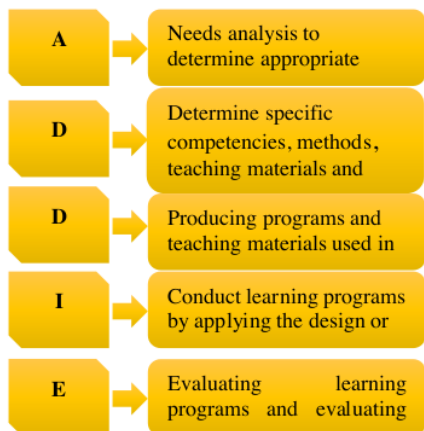 A
Needs analysis to
determine appropriate
D
Determine specific
competencies, methods,
teaching materials and
D
Producing programs and
teaching materials used in
I
Conduct learning programs
by applying the design or
E
Evaluating learning
programs and evaluating